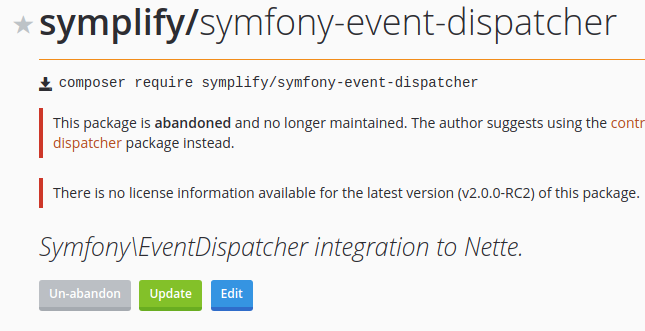 symplify/symfony-event-dispatcher
composer require symplify/symfony-event-dispatcher
This package is abandoned and no longer maintained. The author suggests using the contr
dispatcher package instead.
There is no license information available for the latest version (v2.0.0-RC2) of this package.
Symfony\EventDispatcher integration to Nette.
Un-abandon Update Edit